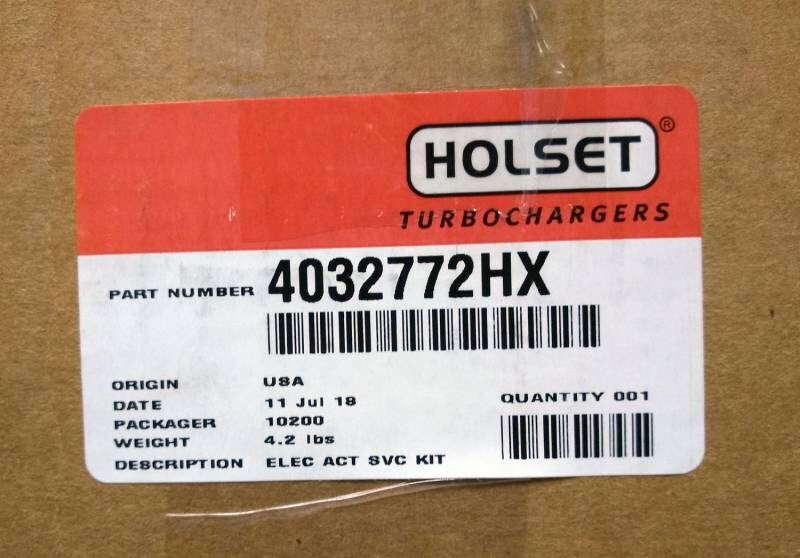 HOLSET®
TURBOCHARGERS
PART NUMBER 4032772HX
ORIGIN USA
DATE 11 Jul 18
QUANTITY 001
PACKAGER 10200
WEIGHT 4.2 lbs
DESCRIPTION ELEC ACT SVC KIT